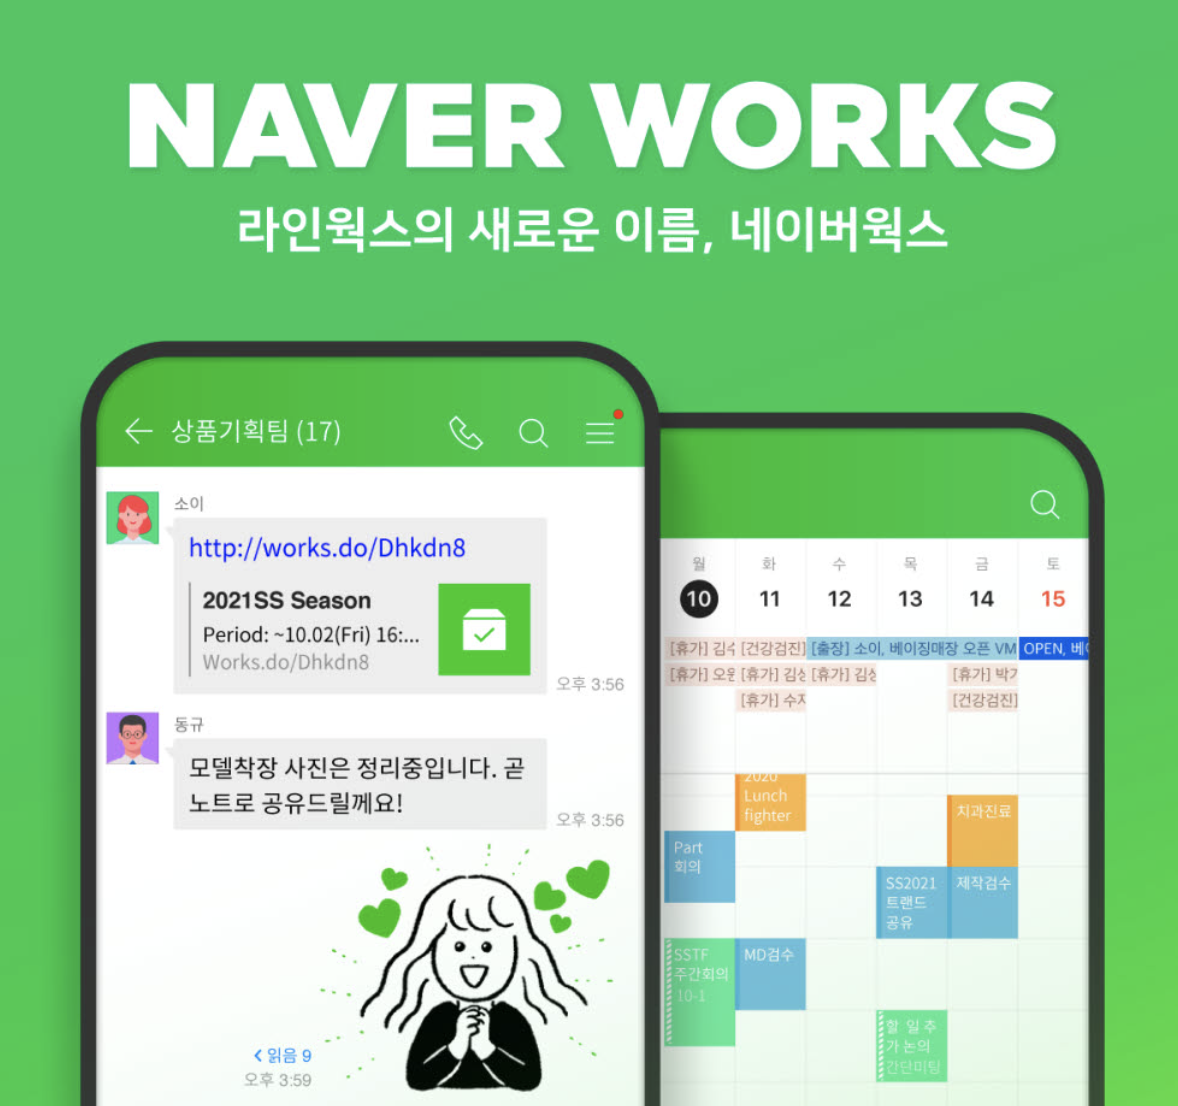 NAVER WORKS
라인웍스의 새로운 이름, 네이버웍스
상품기획팀 (17)
소이
http://works.do/Dhkdn8
2021SS Season
Period: ~10.02(Fri) 16:...
Works.do/Dhkdn8
오후 3:56
동규
모델착장 사진은 정리중입니다. 곧
노트로 공유드릴께요!
오후 3:56
읽음 9
오후 3:59
월 화 수 목 금 토
10 11 12 13 14 15
[휴가] 김수 [건강검진] [출장] 소이, 베이징매장 오픈 VM OPEN, 베이
[휴가] 오윤 [휴가] 김성 [휴가] 김성 [휴가] 박기
[휴가] 수지 [건강검진]
2020
Lunch
fighter
치과진료
Part
회의
SS2021
트랜드
공유
제작검수
SSTF
주간회의
10-1
MD검수
할 일 추
가 논의
간단미팅